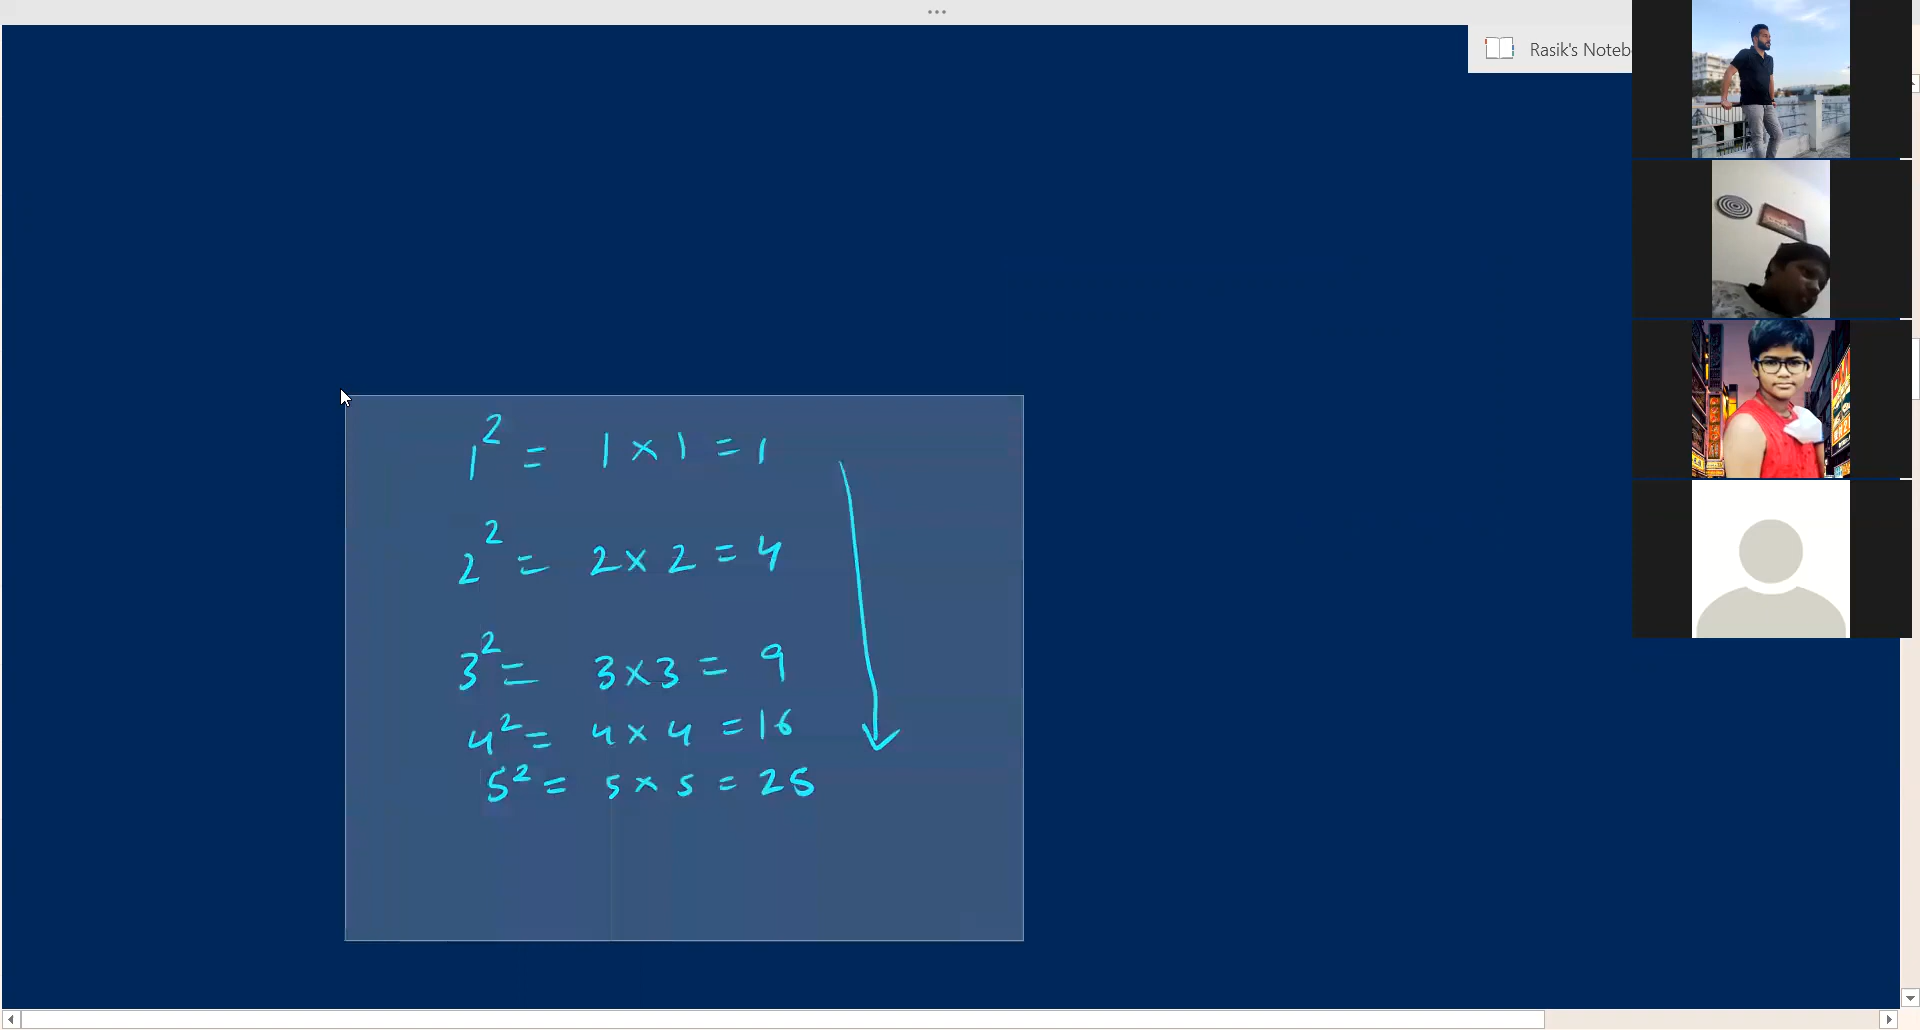 Rasik's Noteb
1² = 1 × 1 = 1
2² = 2 × 2 = 4
3² = 3 × 3 = 9
4² = 4 × 4 = 16
5² = 5 × 5 = 25